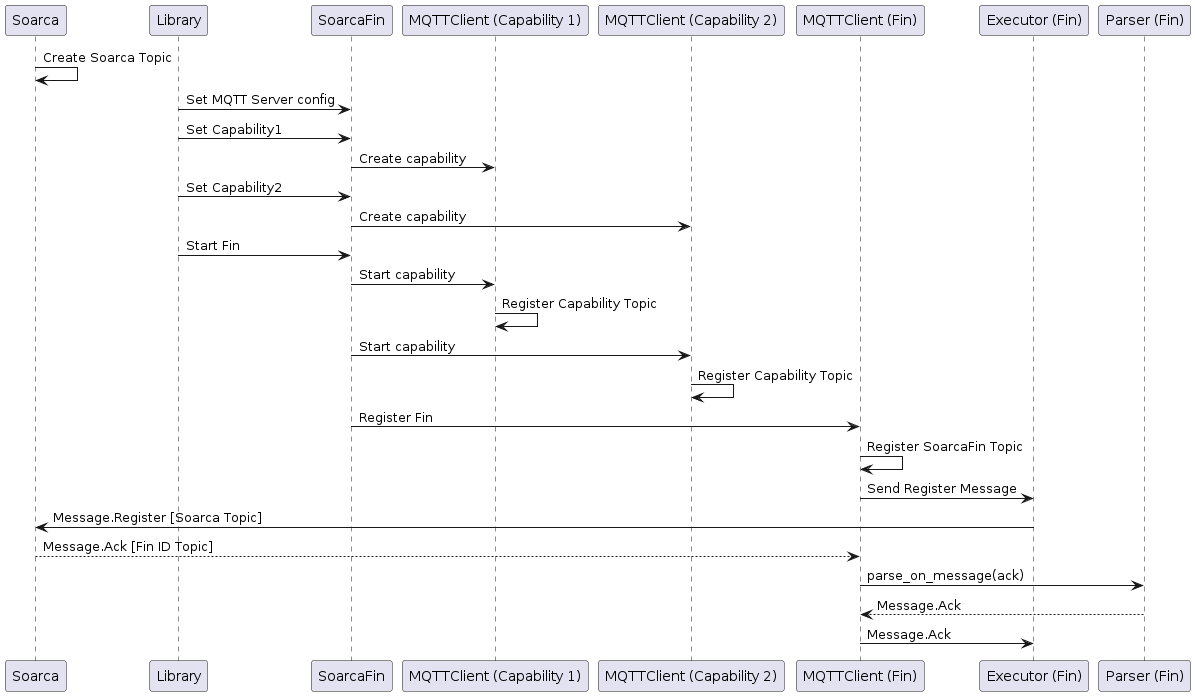 Soarca Library SoarcaFin MQTTClient (Capability 1) MQTTClient (Capability 2) MQTTClient (Fin) Executor (Fin) Parser (Fin)
Create Soarca Topic
Set MQTT Server config
Set Capability1
Create capability
Set Capability2
Create capability
Start Fin
Start capability
Register Capability Topic
Start capability
Register Capability Topic
Register Fin
Register SoarcaFin Topic
Send Register Message
Message.Register [Soarca Topic]
Message.Ack [Fin ID Topic]
parse_on_message(ack)
Message.Ack
Message.Ack
Soarca Library SoarcaFin MQTTClient (Capability 1) MQTTClient (Capability 2) MQTTClient (Fin) Executor (Fin) Parser (Fin)